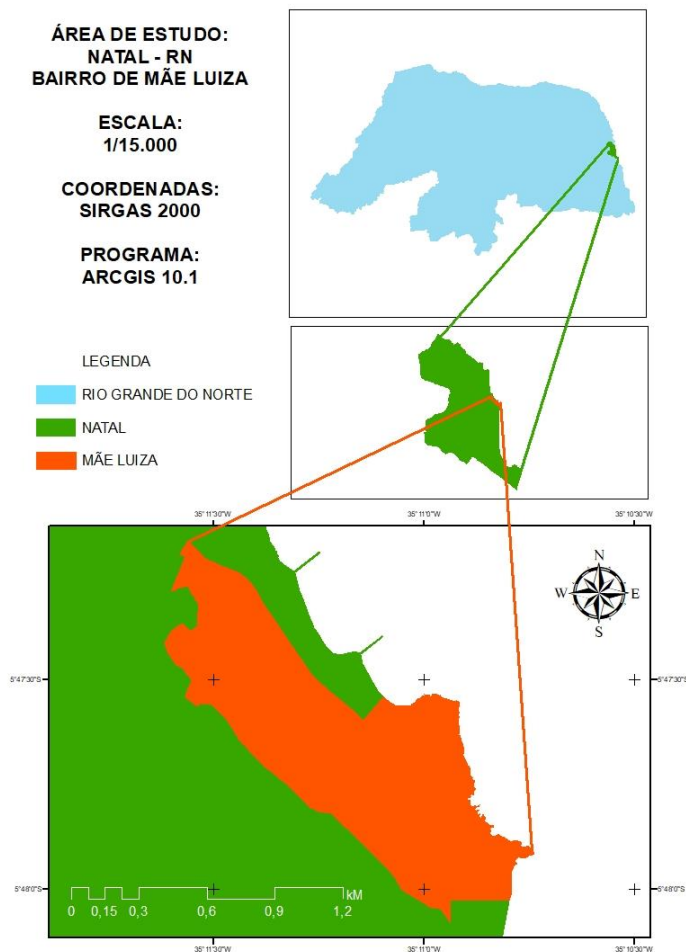 ÁREA DE ESTUDO:
NATAL - RN
BAIRRO DE MÃE LUIZA
ESCALA:
1/15.000
COORDENADAS:
SIRGAS 2000
PROGRAMA:
ARCGIS 10.1
LEGENDA
RIO GRANDE DO NORTE
NATAL
MÃE LUIZA
35°11'30"W 35°11'0"W 35°10'30"W
N
W E
S
5°47'30"S 5°47'30"S
5°48'0"S 5°48'0"S
kM
0 0,15 0,3 0,6 0,9 1,2
35°11'30"W 35°11'0"W 35°10'30"W